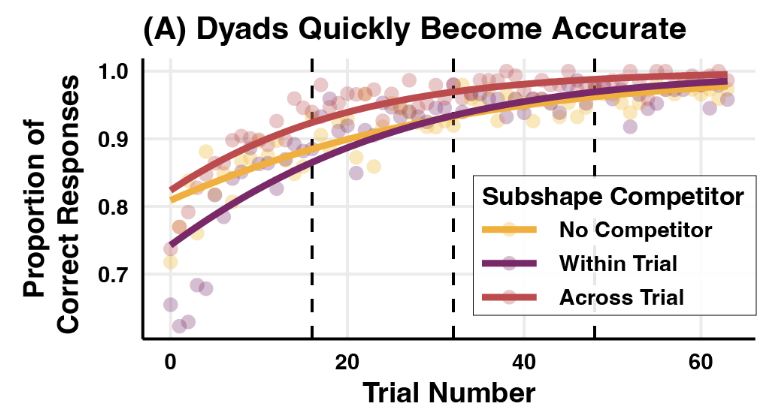 (A) Dyads Quickly Become Accurate
Proportion of
Correct Responses
1.0
0.9
0.8
0.7
Subshape Competitor
No Competitor
Within Trial
Across Trial
0
20
40
60
Trial Number